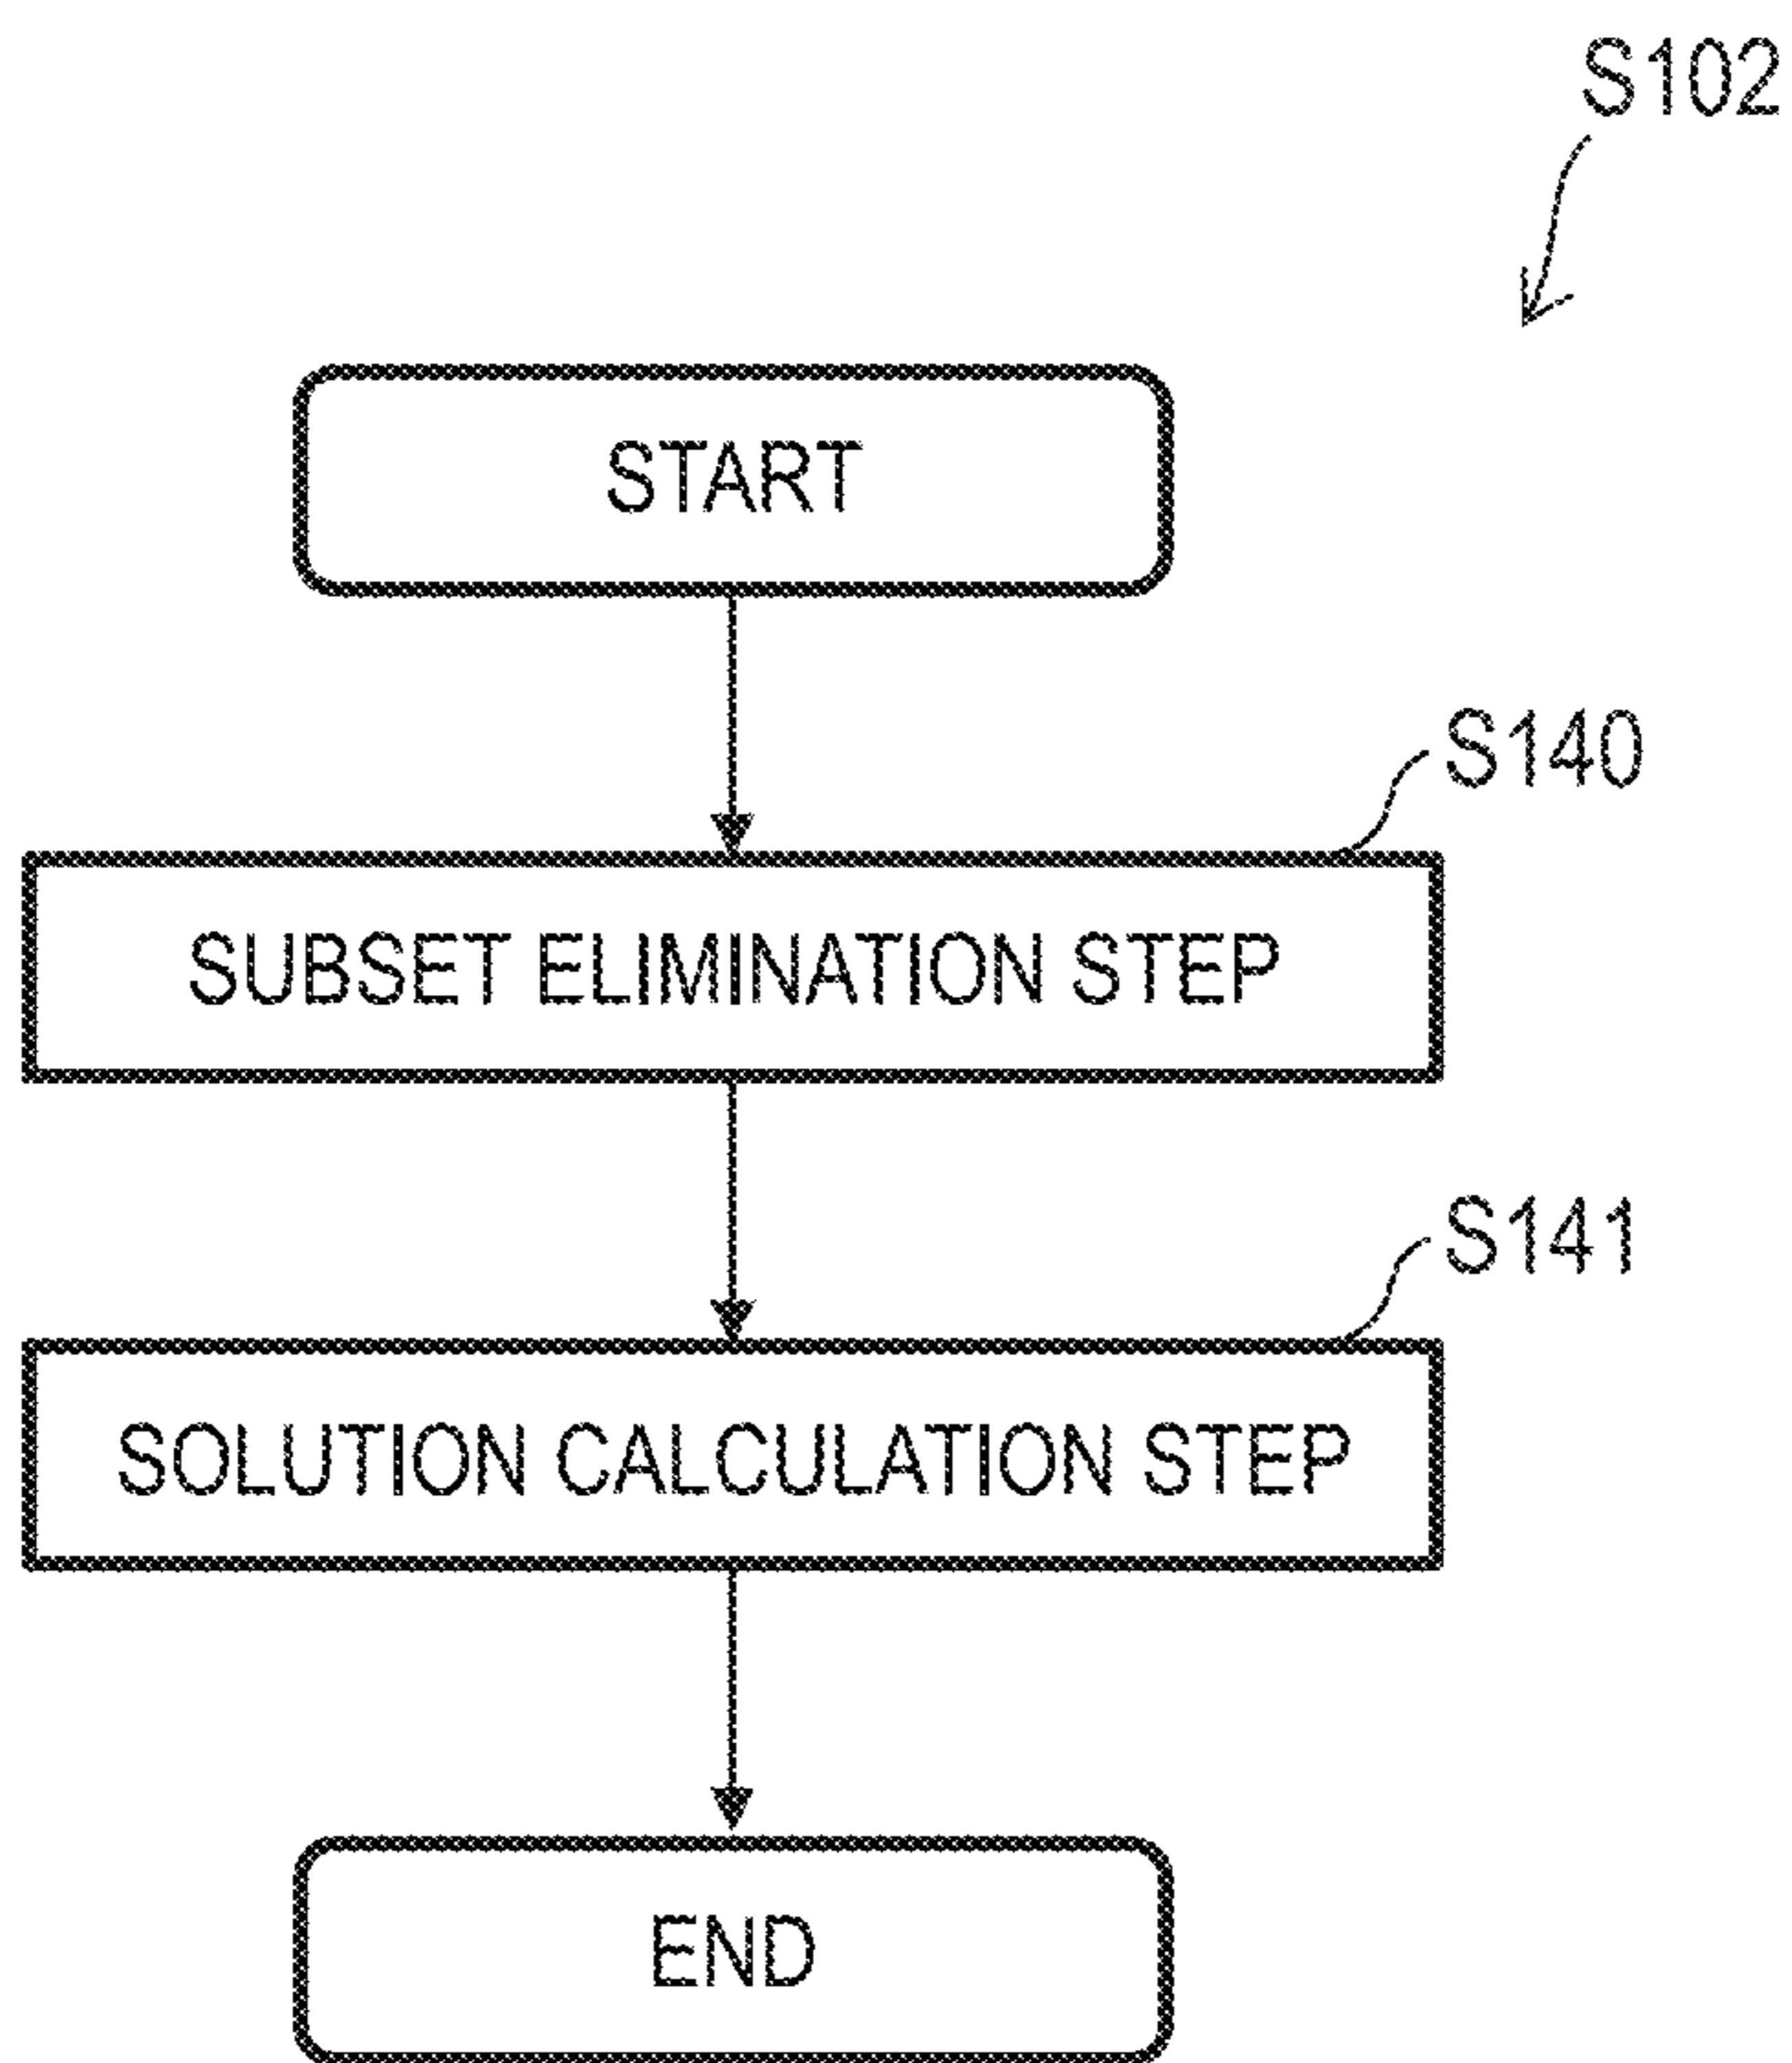 S102
START
S140
SUBSET ELIMINATION STEP
S141
SOLUTION CALCULATION STEP
END